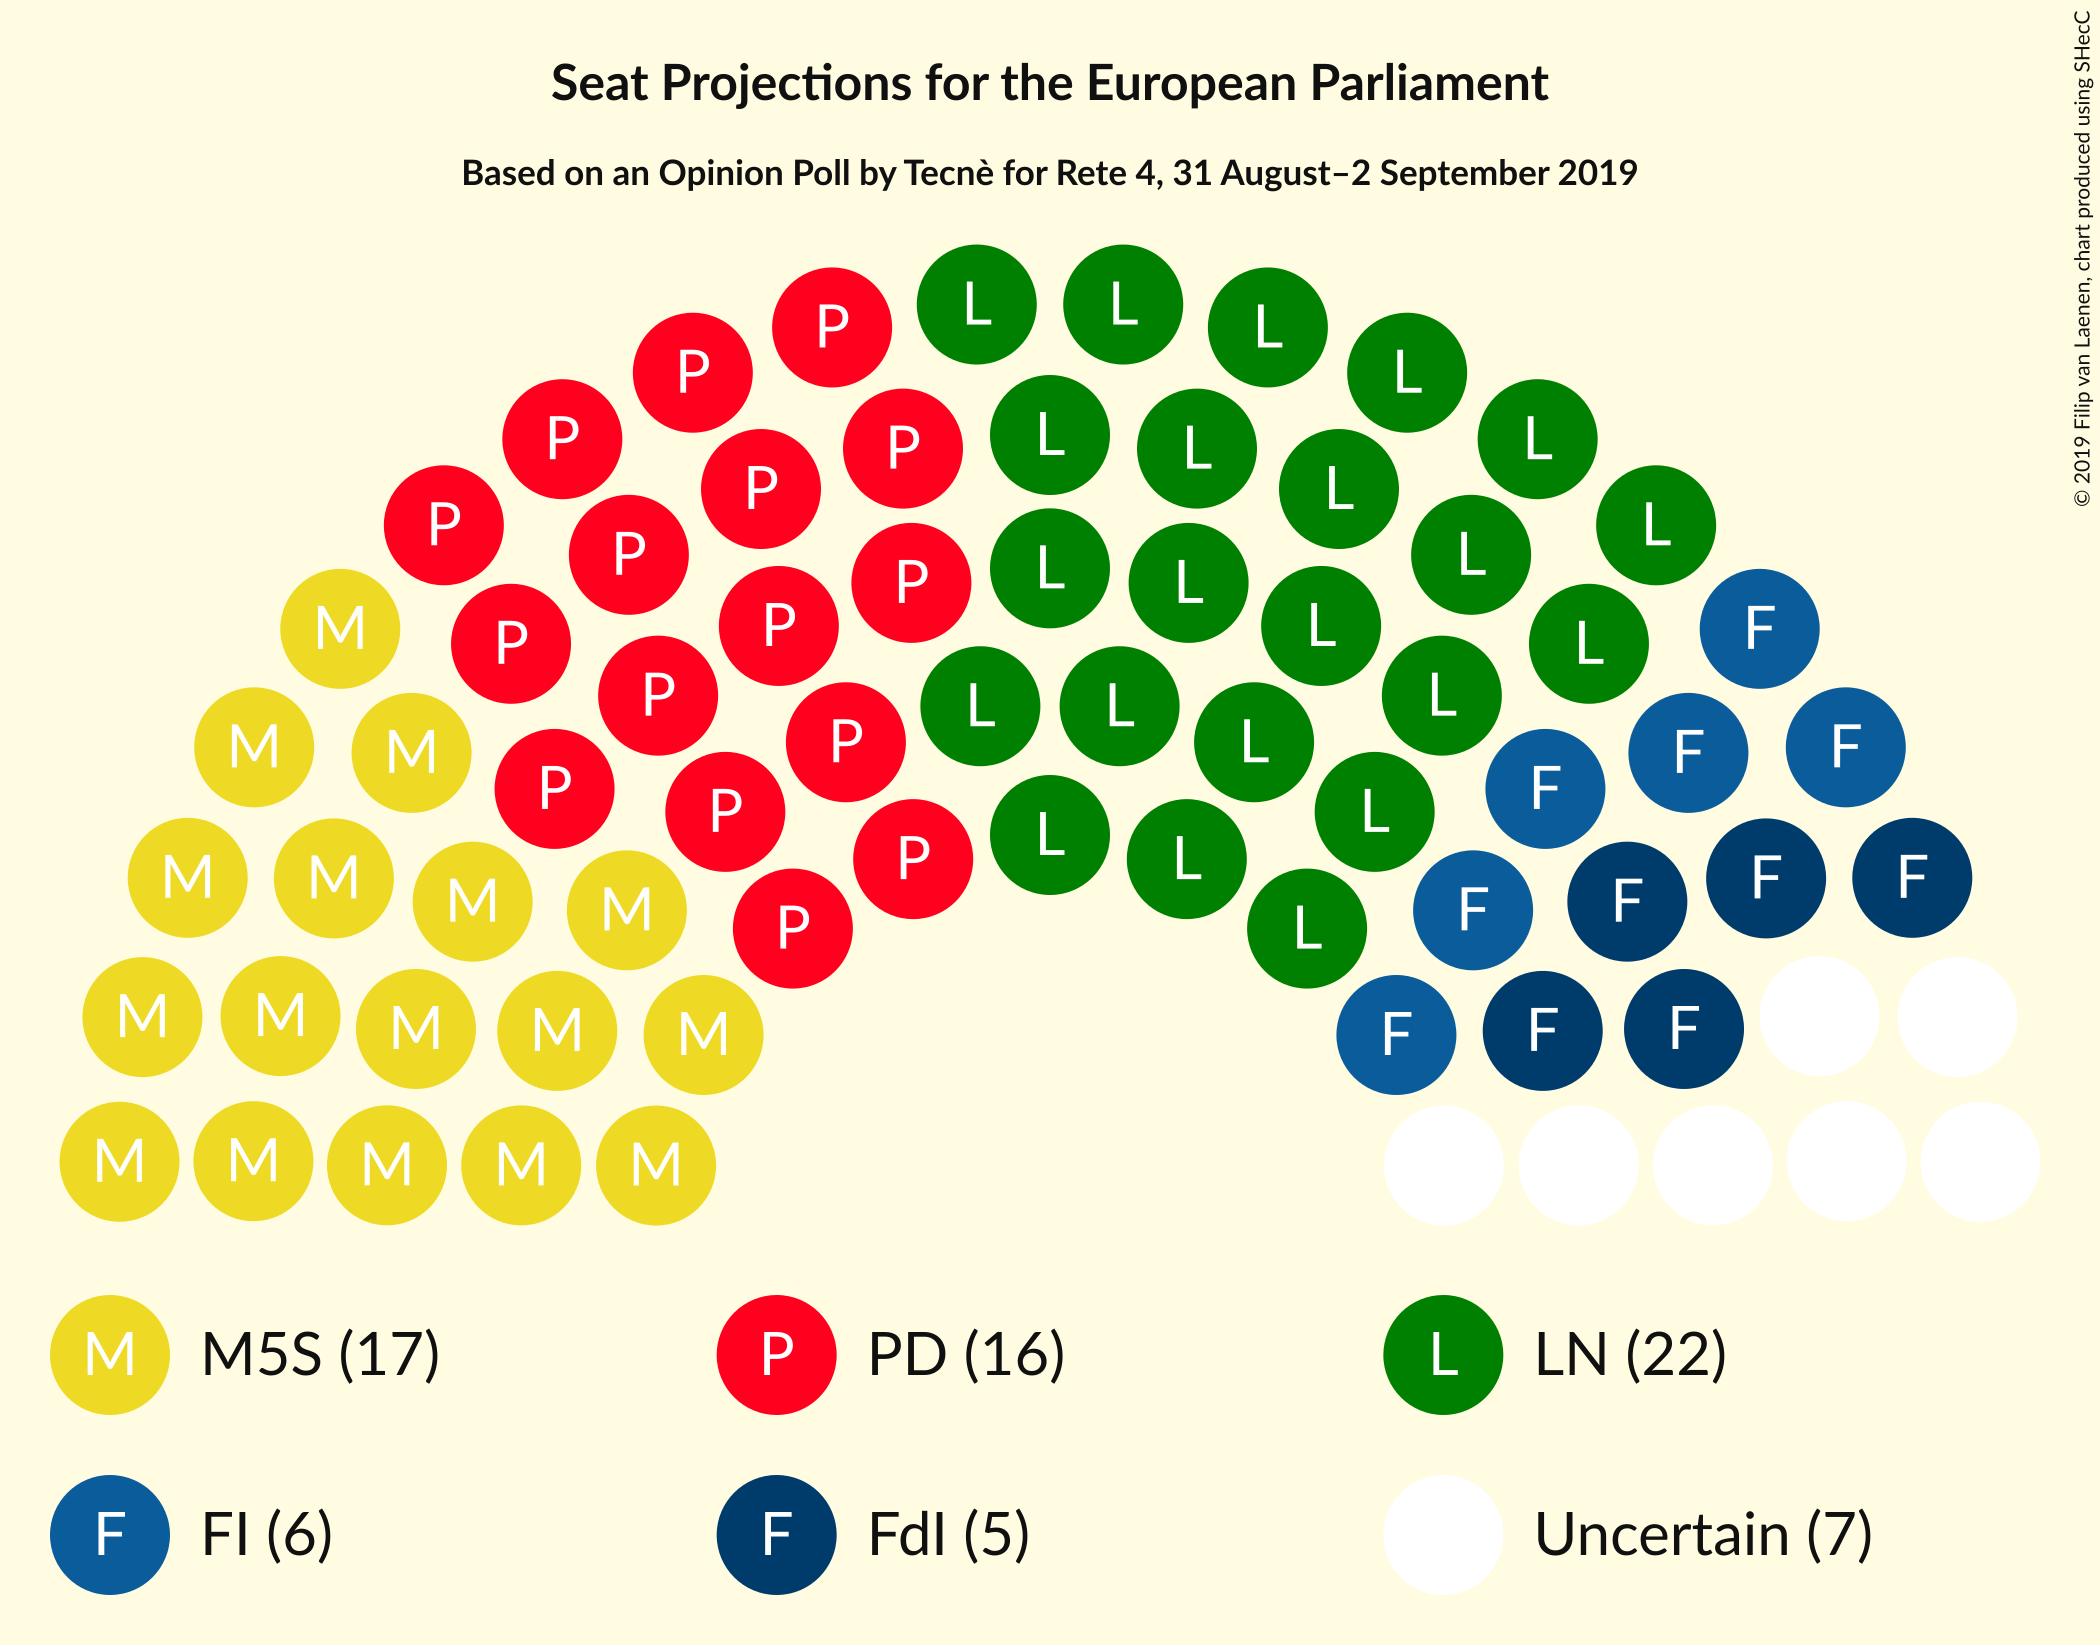 Seat Projections for the European Parliament
Based on an Opinion Poll by Tecnè for Rete 4, 31 August–2 September 2019
© 2019 Filip van Laenen, chart produced using SHecC
L L
P L
P L
P L
P P L L
P L
P L
P L
P L
P L
M F
P L
P L
P L
M M P F F F
P L
L
M M M P L F F F
M P L F
P L
M M M M M F F F
M M M M M
M M5S (17) P PD (16) L LN (22)
F FI (6) F FdI (5) Uncertain (7)